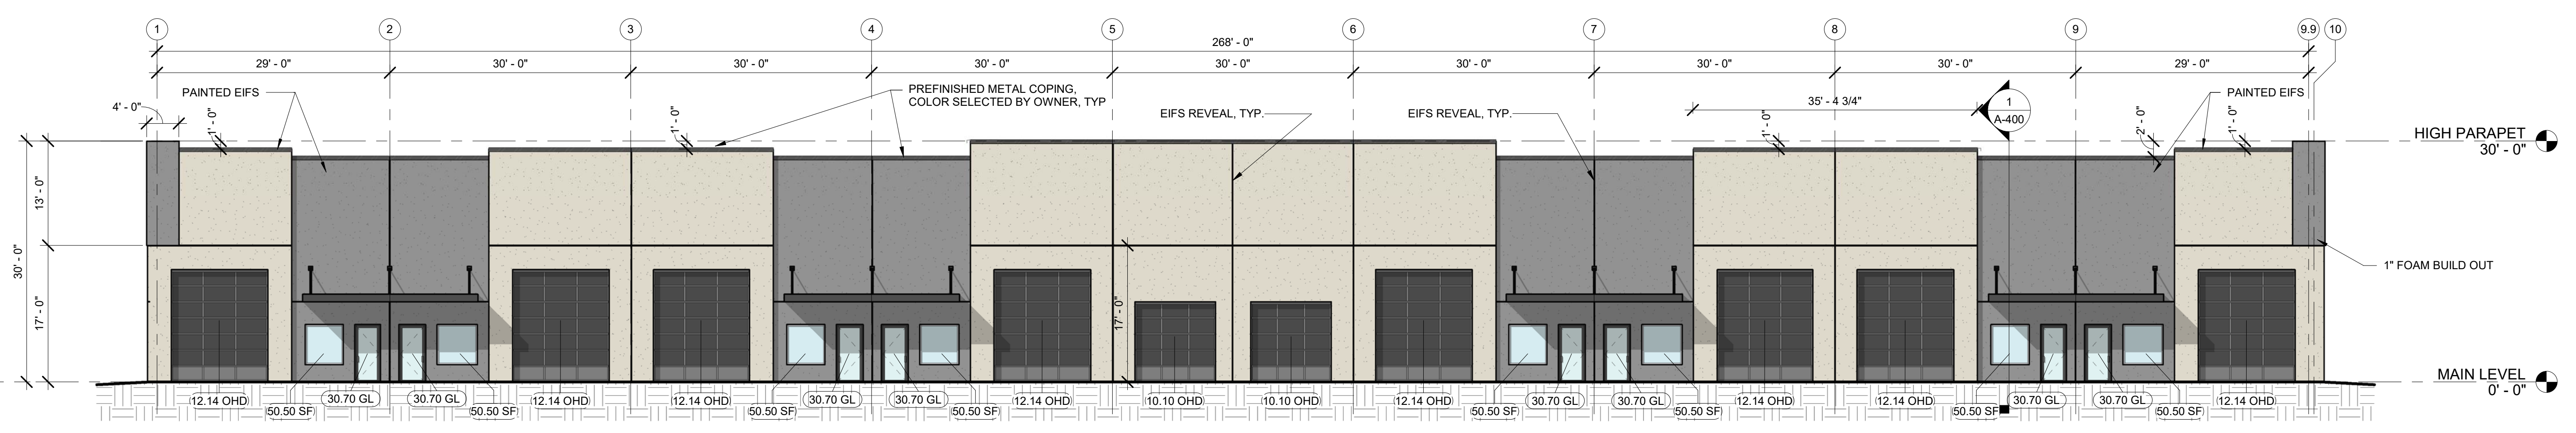 1 2 3 4 5 6 7 8 9 9.9 10
268' - 0"
29' - 0" 30' - 0" 30' - 0" 30' - 0" 30' - 0" 30' - 0" 30' - 0" 30' - 0" 29' - 0"
PAINTED EIFS
4' - 0"
1' - 0"
1' - 0"
PREFINISHED METAL COPING,
COLOR SELECTED BY OWNER, TYP
EIFS REVEAL, TYP.
EIFS REVEAL, TYP.
35' - 4 3/4"
1' - 0"
1
A-400
PAINTED EIFS
2' - 0"
1' - 0"
HIGH PARAPET
30' - 0"
30' - 0"
13' - 0"
17' - 0"
17' - 0"
1" FOAM BUILD OUT
MAIN LEVEL
0' - 0"
12.14 OHD 50.50 SF 30.70 GL 30.70 GL 50.50 SF 12.14 OHD 12.14 OHD 50.50 SF 30.70 GL 30.70 GL 50.50 SF 12.14 OHD 10.10 OHD 10.10 OHD 12.14 OHD 50.50 SF 30.70 GL 30.70 GL 50.50 SF 12.14 OHD 12.14 OHD 50.50 SF 30.70 GL 30.70 GL 50.50 SF 12.14 OHD